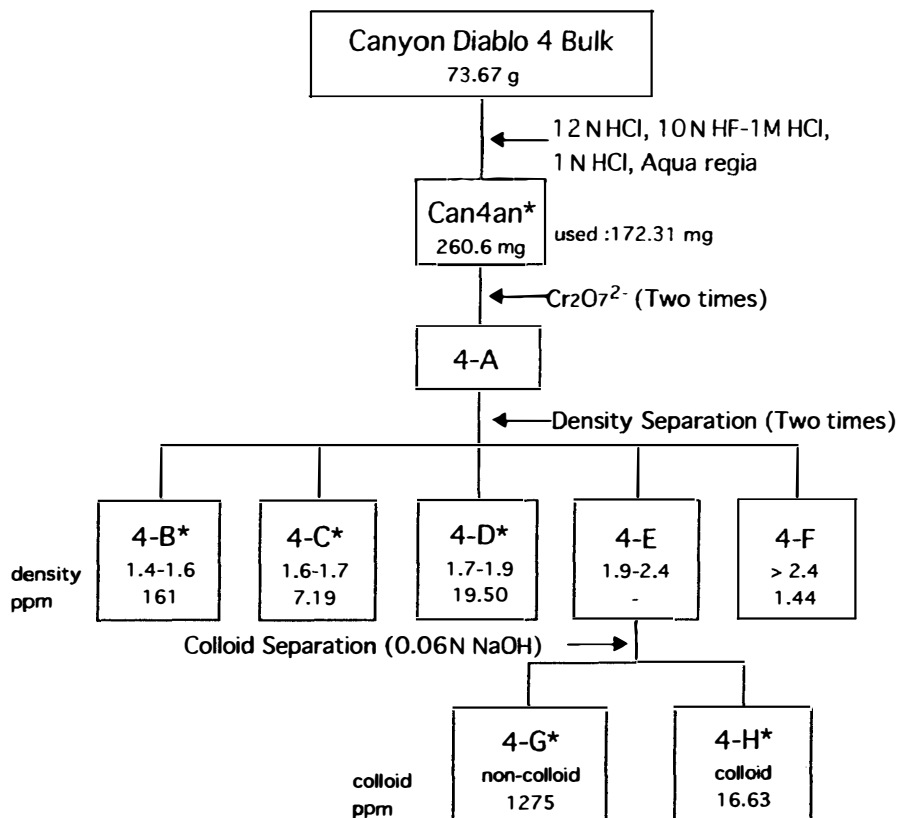 Canyon Diablo 4 Bulk
73.67 g
12 N HCl, 10 N HF-1M HCl,
1 N HCl, Aqua regia
Can4an*
260.6 mg
used :172.31 mg
Cr2O7²⁻ (Two times)
4-A
Density Separation (Two times)
4-B* 4-C* 4-D* 4-E 4-F
density 1.4-1.6 1.6-1.7 1.7-1.9 1.9-2.4 > 2.4
ppm 161 7.19 19.50 - 1.44
Colloid Separation (0.06N NaOH)
4-G* 4-H*
colloid non-colloid colloid
ppm 1275 16.63